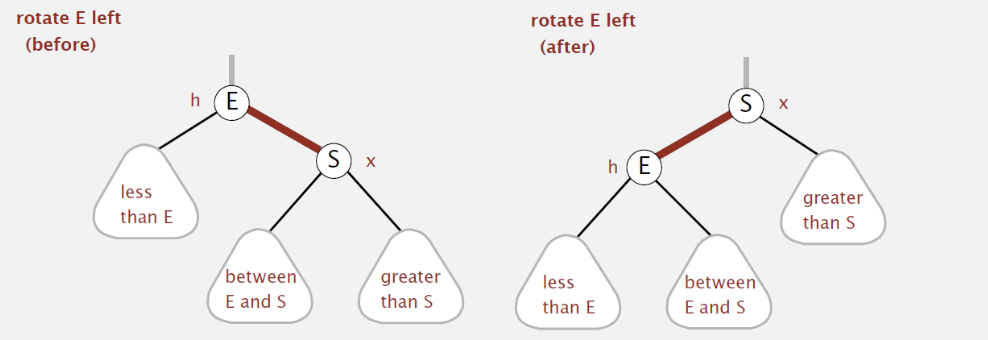 rotate E left
(before)
h
E
S
x
less
than E
between
E and S
greater
than S
rotate E left
(after)
S
x
h
E
greater
than S
less
than E
between
E and S